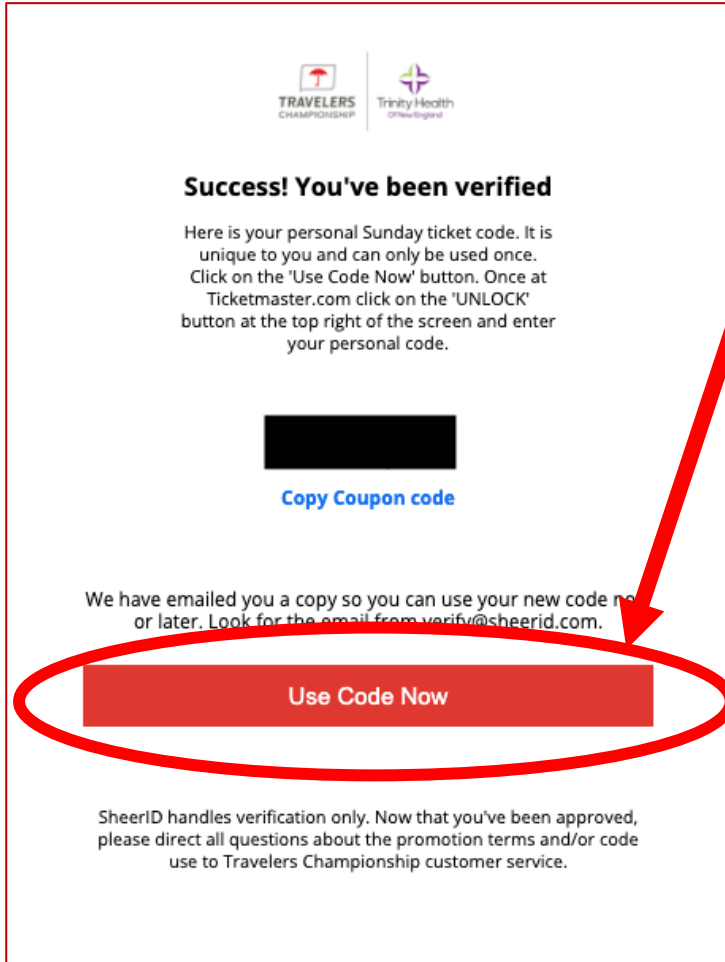 TRAVELERS
CHAMPIONSHIP
Trinity Health
Of New England
Success! You've been verified
Here is your personal Sunday ticket code. It is
unique to you and can only be used once.
Click on the 'Use Code Now' button. Once at
Ticketmaster.com click on the 'UNLOCK'
button at the top right of the screen and enter
your personal code.
Copy Coupon code
We have emailed you a copy so you can use your new code
or later. Look for the email from verify@sheerid.com.
Use Code Now
SheerID handles verification only. Now that you've been approved,
please direct all questions about the promotion terms and/or code
use to Travelers Championship customer service.